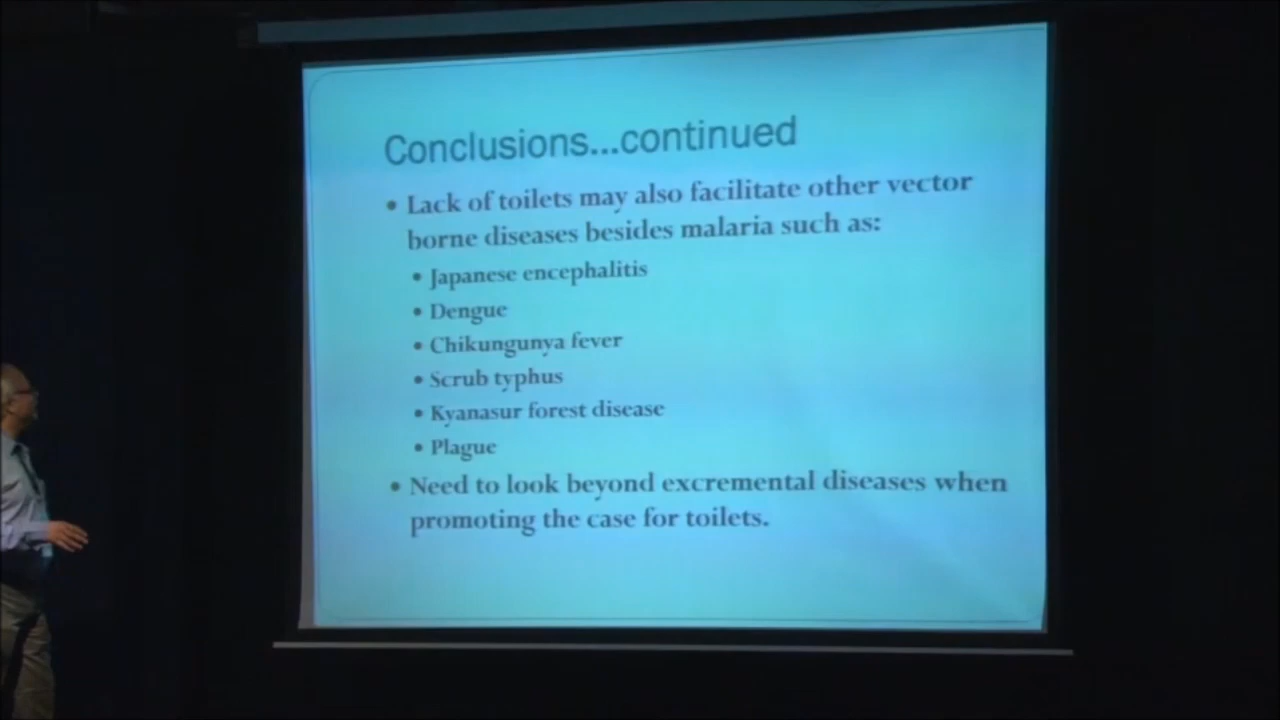 Conclusions...continued
• Lack of toilets may also facilitate other vector
borne diseases besides malaria such as:
• Japanese encephalitis
• Dengue
• Chikungunya fever
• Scrub typhus
• Kyanasur forest disease
• Plague
• Need to look beyond excremental diseases when
promoting the case for toilets.